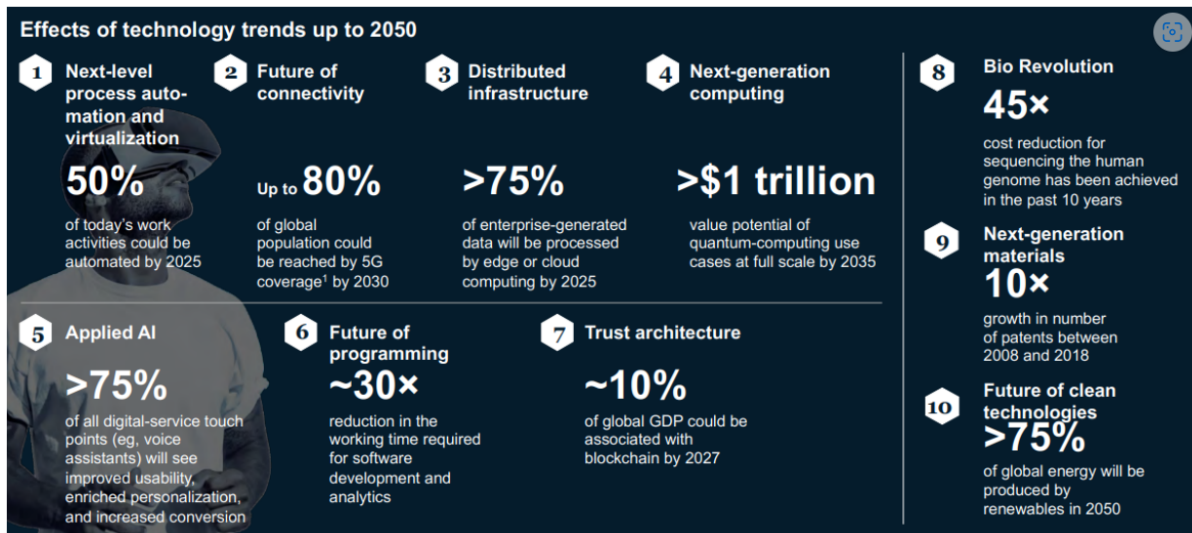 Effects of technology trends up to 2050
1
Next-level
process auto-
mation and
virtualization
50%
of today's work
activities could be
automated by 2025
2
Future of
connectivity
Up to 80%
of global
population could
be reached by 5G
coverage¹ by 2030
3
Distributed
infrastructure
>75%
of enterprise-generated
data will be processed
by edge or cloud
computing by 2025
4
Next-generation
computing
>$1 trillion
value potential of
quantum-computing use
cases at full scale by 2035
5
Applied AI
>75%
of all digital-service touch
points (eg, voice
assistants) will see
improved usability,
enriched personalization,
and increased conversion
6
Future of
programming
~30×
reduction in the
working time required
for software
development and
analytics
7
Trust architecture
~10%
of global GDP could be
associated with
blockchain by 2027
8
Bio Revolution
45×
cost reduction for
sequencing the human
genome has been achieved
in the past 10 years
9
Next-generation
materials
10×
growth in number
of patents between
2008 and 2018
10
Future of clean
technologies
>75%
of global energy will be
produced by
renewables in 2050